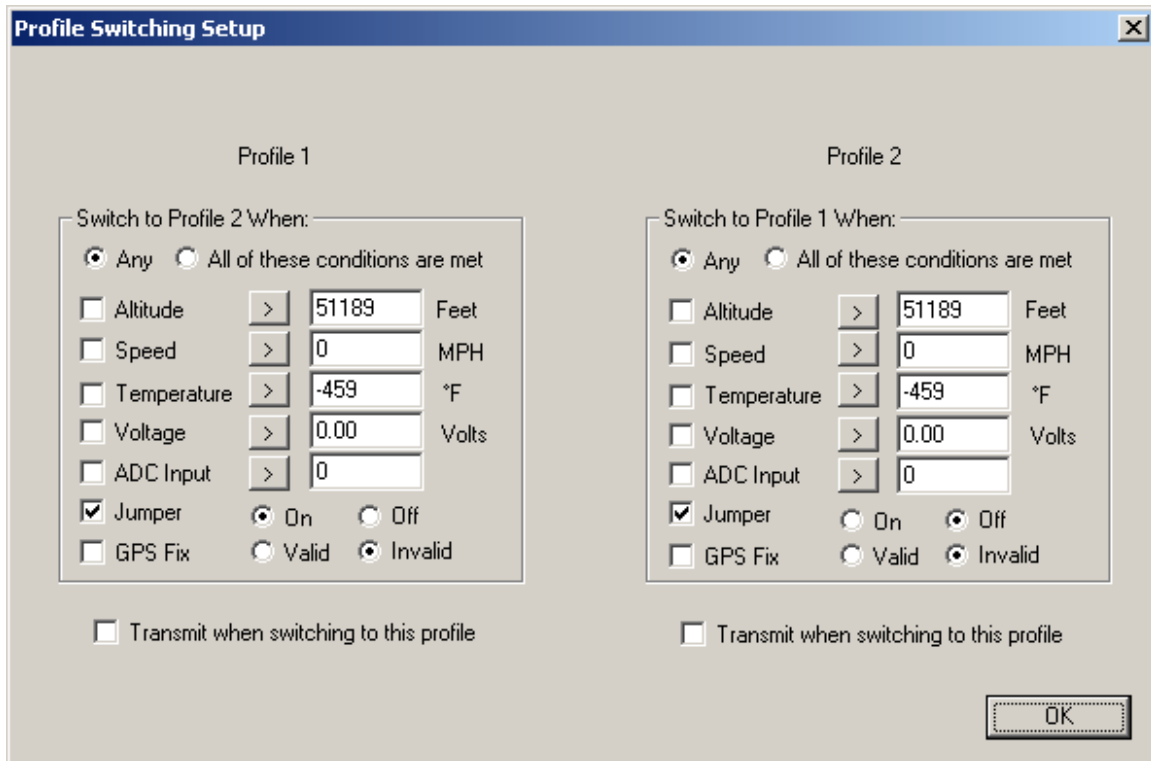 Profile Switching Setup
Profile 1
Switch to Profile 2 When:
Any All of these conditions are met
Altitude > 51189 Feet
Speed > 0 MPH
Temperature > -459 °F
Voltage > 0.00 Volts
ADC Input > 0
Jumper On Off
GPS Fix Valid Invalid
Transmit when switching to this profile
Profile 2
Switch to Profile 1 When:
Any All of these conditions are met
Altitude > 51189 Feet
Speed > 0 MPH
Temperature > -459 °F
Voltage > 0.00 Volts
ADC Input > 0
Jumper On Off
GPS Fix Valid Invalid
Transmit when switching to this profile
OK